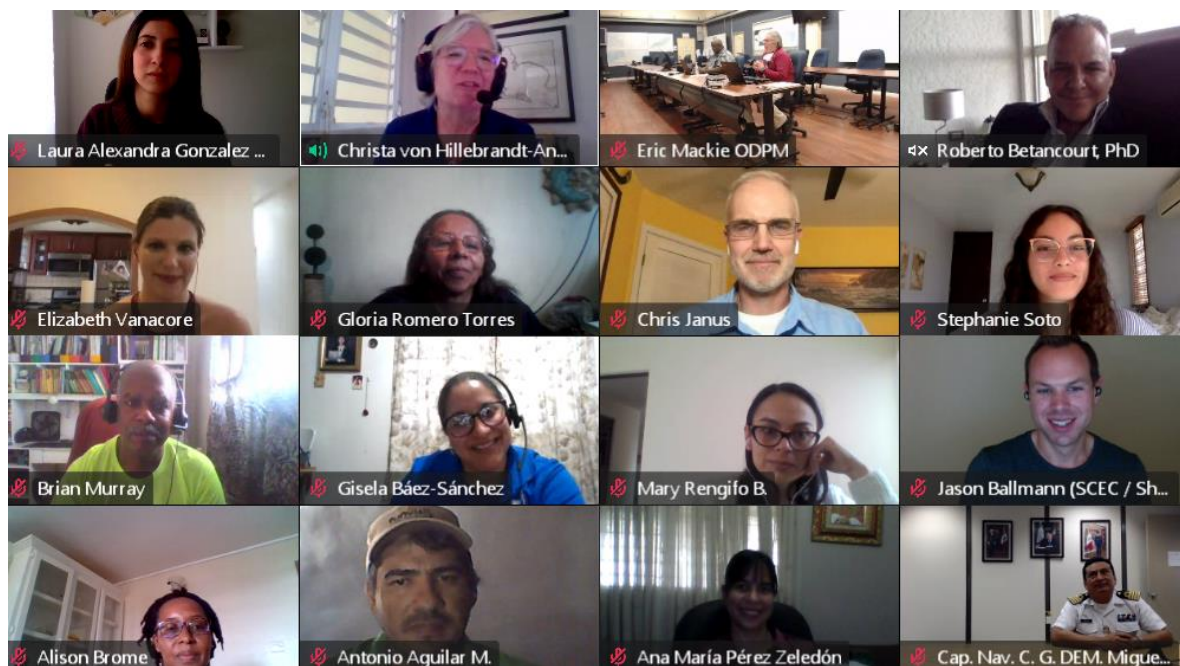 Laura Alexandra Gonzalez ...
Christa von Hillebrandt-An...
Eric Mackie ODPM
Roberto Betancourt, PhD
Elizabeth Vanacore
Gloria Romero Torres
Chris Janus
Stephanie Soto
Brian Murray
Gisela Báez-Sánchez
Mary Rengifo B.
Jason Ballmann (SCEC / Sh...
Alison Brome
Antonio Aguilar M.
Ana María Pérez Zeledón
Cap. Nav. C. G. DEM. Migue...